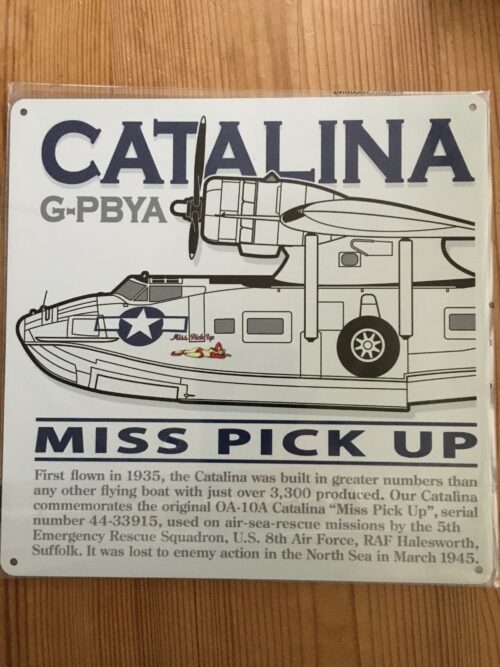 CATALINA
G-PBYA
Miss Pick Up
MISS PICK UP
First flown in 1935, the Catalina was built in greater numbers than
any other flying boat with just over 3,300 produced. Our Catalina
commemorates the original OA-10A Catalina “Miss Pick Up”, serial
number 44-33915, used on air-sea-rescue missions by the 5th
Emergency Rescue Squadron, U.S. 8th Air Force, RAF Halesworth,
Suffolk. It was lost to enemy action in the North Sea in March 1945.